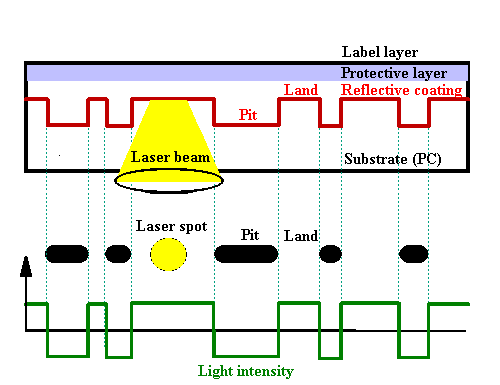 Label layer
Protective layer
Land Reflective coating
Pit
Laser beam
Substrate (PC)
Laser spot
Pit
Land
Light intensity